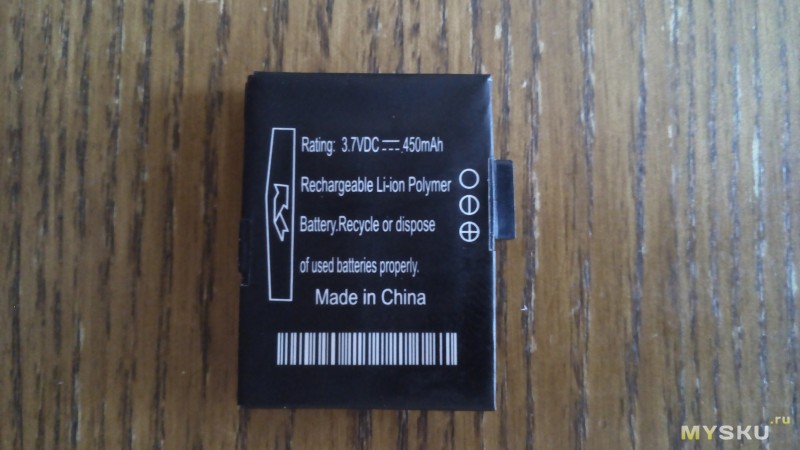 Rating: 3.7VDC⎓.450mAh
Rechargeable Li-ion Polymer
Battery.Recycle or dispose
of used batteries properly.
Made in China
MYSKU.ru